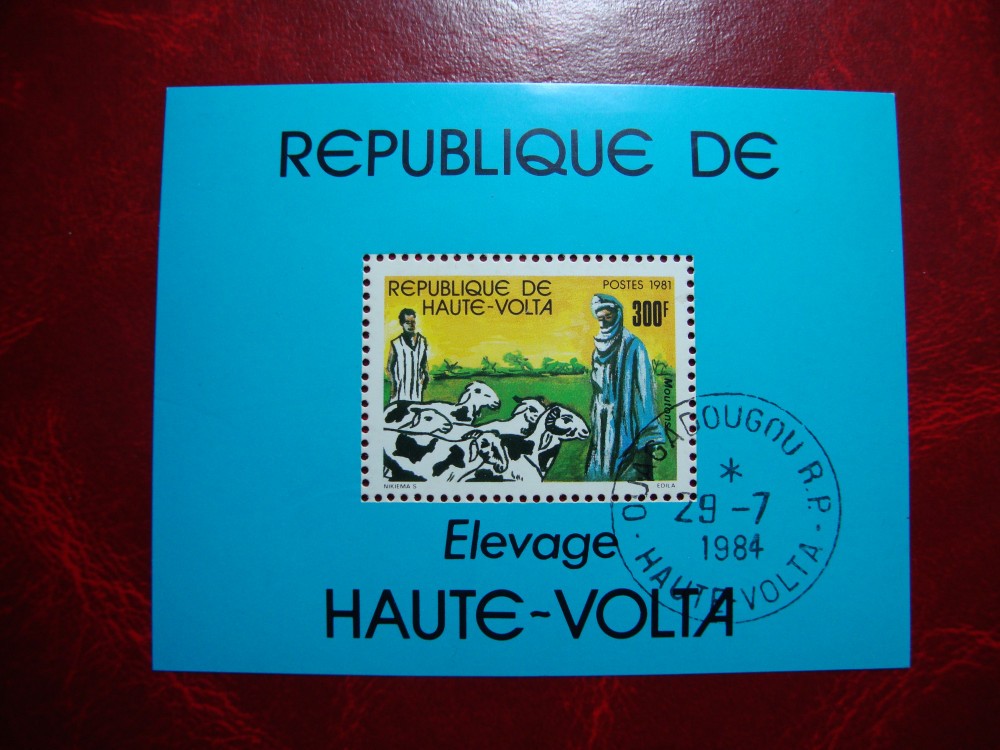 REPUBLIQUE DE
REPUBLIQUE DE
HAUTE-VOLTA
POSTES 1981
300F
Moutons
NIKIEMA S
EDILA
Elevage
HAUTE-VOLTA
OUAGADOUGOU R.P.
*
29-7
1984
- HAUTE-VOLTA -